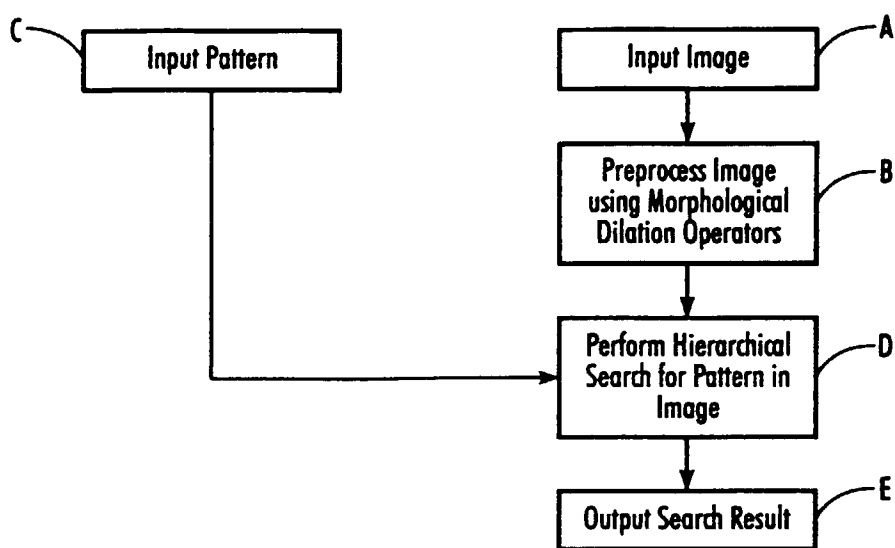 C
Input Pattern
Input Image
A
Preprocess Image
using Morphological
Dilation Operators
B
Perform Hierarchical
Search for Pattern in
Image
D
Output Search Result
E